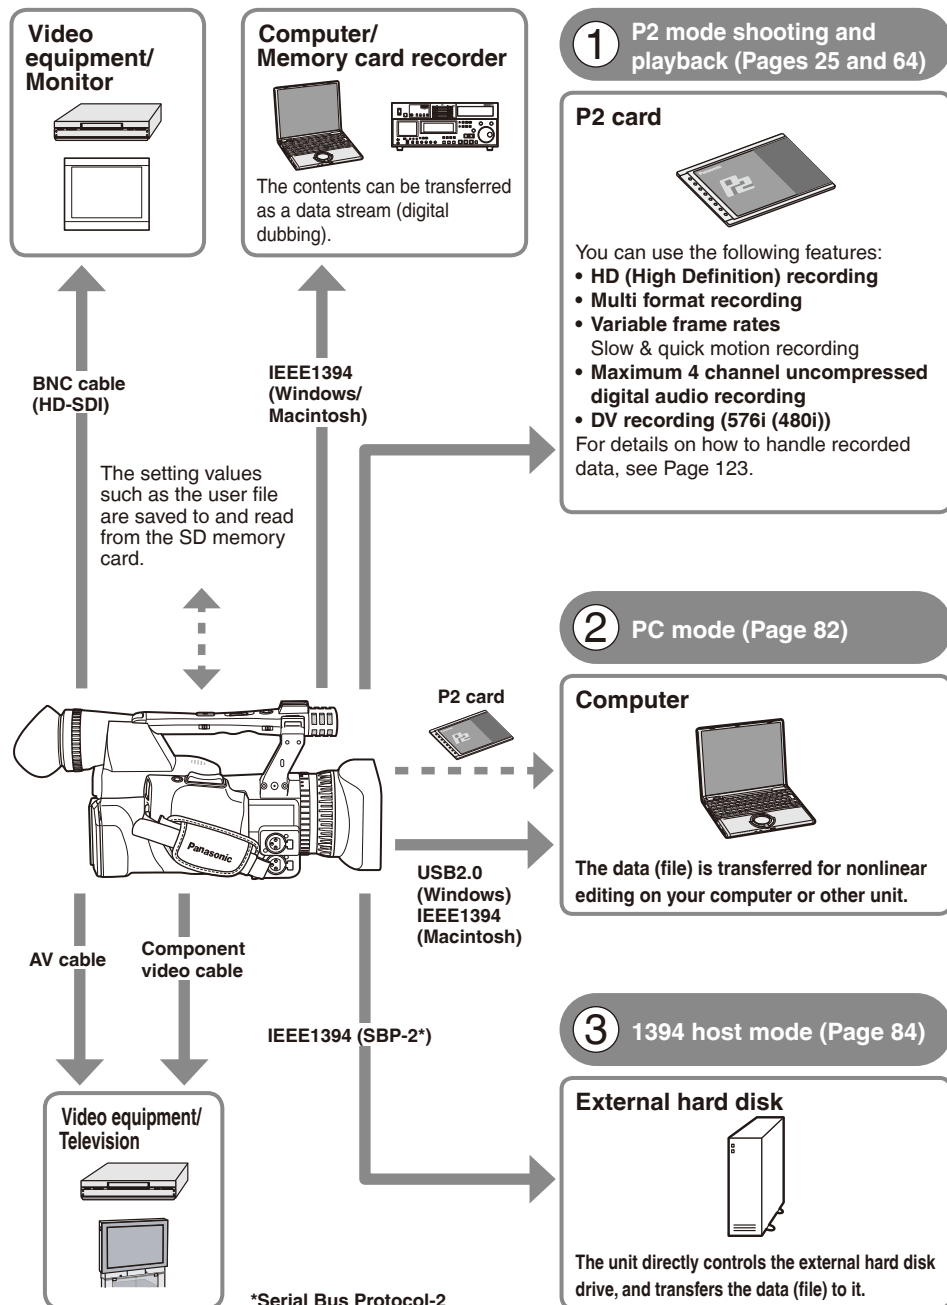 Video
equipment/
Monitor
Computer/
Memory card recorder
The contents can be transferred
as a data stream (digital
dubbing).
1 P2 mode shooting and
playback (Pages 25 and 64)
P2 card
Panasonic
P2
You can use the following features:
• HD (High Definition) recording
• Multi format recording
• Variable frame rates
Slow & quick motion recording
• Maximum 4 channel uncompressed
digital audio recording
• DV recording (576i (480i))
For details on how to handle recorded
data, see Page 123.
BNC cable
(HD-SDI)
IEEE1394
(Windows/
Macintosh)
The setting values
such as the user file
are saved to and read
from the SD memory
card.
2 PC mode (Page 82)
P2 card
P2
Computer
The data (file) is transferred for nonlinear
editing on your computer or other unit.
Panasonic
USB2.0
(Windows)
IEEE1394
(Macintosh)
AV cable
Component
video cable
IEEE1394 (SBP-2*)
3 1394 host mode (Page 84)
External hard disk
The unit directly controls the external hard disk
drive, and transfers the data (file) to it.
Video equipment/
Television
*Serial Bus Protocol-2